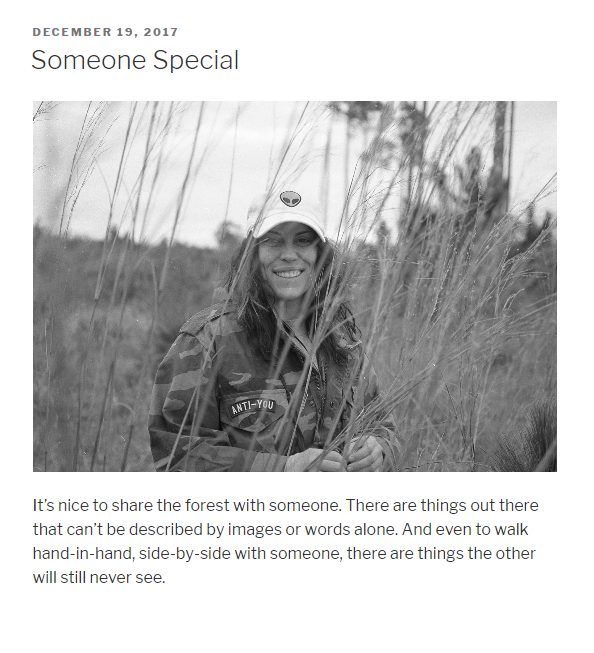 DECEMBER 19, 2017
Someone Special
ANTI-YOU
It's nice to share the forest with someone. There are things out there
that can't be described by images or words alone. And even to walk
hand-in-hand, side-by-side with someone, there are things the other
will still never see.